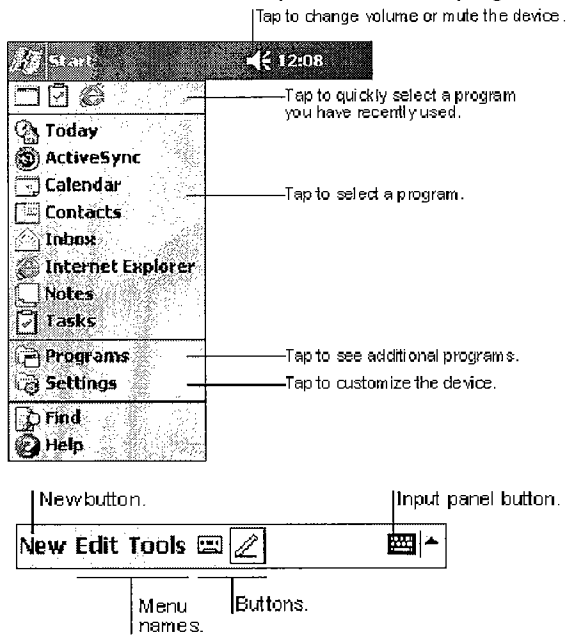 Tap to change volume or mute the device.
Start 12:08
Tap to quickly select a program
you have recently used.
Today
ActiveSync
Calendar
Tap to select a program.
Contacts
Inbox
Internet Explorer
Notes
Tasks
Programs
Tap to see additional programs.
Settings
Tap to customize the device.
Find
Help
New button.
Input panel button.
New Edit Tools
Menu
names.
Buttons.